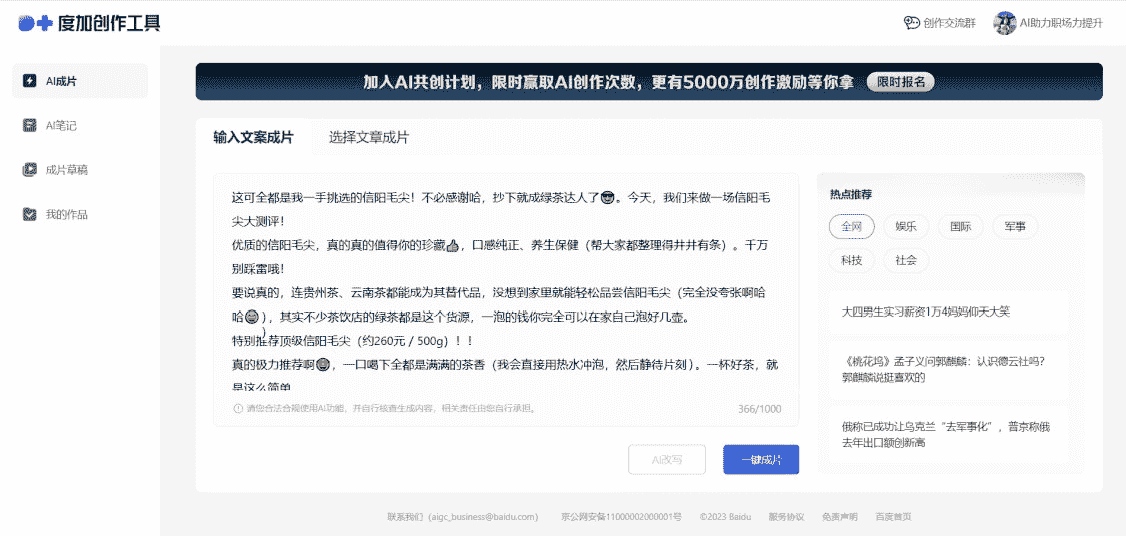 度加创作工具
创作交流群
AI助力职场力提升
AI成片
AI笔记
成片草稿
我的作品
加入AI共创计划，限时赢取AI创作次数，更有5000万创作激励等你拿
限时报名
输入文案成片
选择文章成片
这可全都是我一手挑选的信阳毛尖！不必感谢哈，抄下就成绿茶达人了😎。今天，我们来做一场信阳毛
尖大测评！
优质的信阳毛尖，真的真的值得你的珍藏👍，口感纯正、养生保健（帮大家都整理得井井有条）。千万
别踩雷哦！
要说真的，连贵州茶、云南茶都能成为其替代品，没想到家里就能轻松品尝信阳毛尖（完全没夸张啊哈
哈😄），其实不少茶饮店的绿茶都是这个货源，一泡的钱你完全可以在家自己泡好几壶。
特别推荐顶级信阳毛尖（约260元 / 500g）！！
真的极力推荐啊😄，一口喝下全都是满满的茶香（我会直接用热水冲泡，然后静待片刻）。一杯好茶，就
是这么简单
请您合法合规使用AI功能，并自行核查生成内容，相关责任由您自行承担。
366/1000
AI改写
一键成片
热点推荐
全网
娱乐
国际
军事
科技
社会
大四男生实习薪资1万4妈妈仰天大笑
《桃花坞》孟子义问郭麒麟：认识德云社吗？
郭麒麟说挺喜欢的
俄称已成功让乌克兰“去军事化”，普京称俄
去年出口额创新高
联系我们（aigc_business@baidu.com）
京公网安备11000002000001号
©2023 Baidu
服务协议
免责声明
百度首页